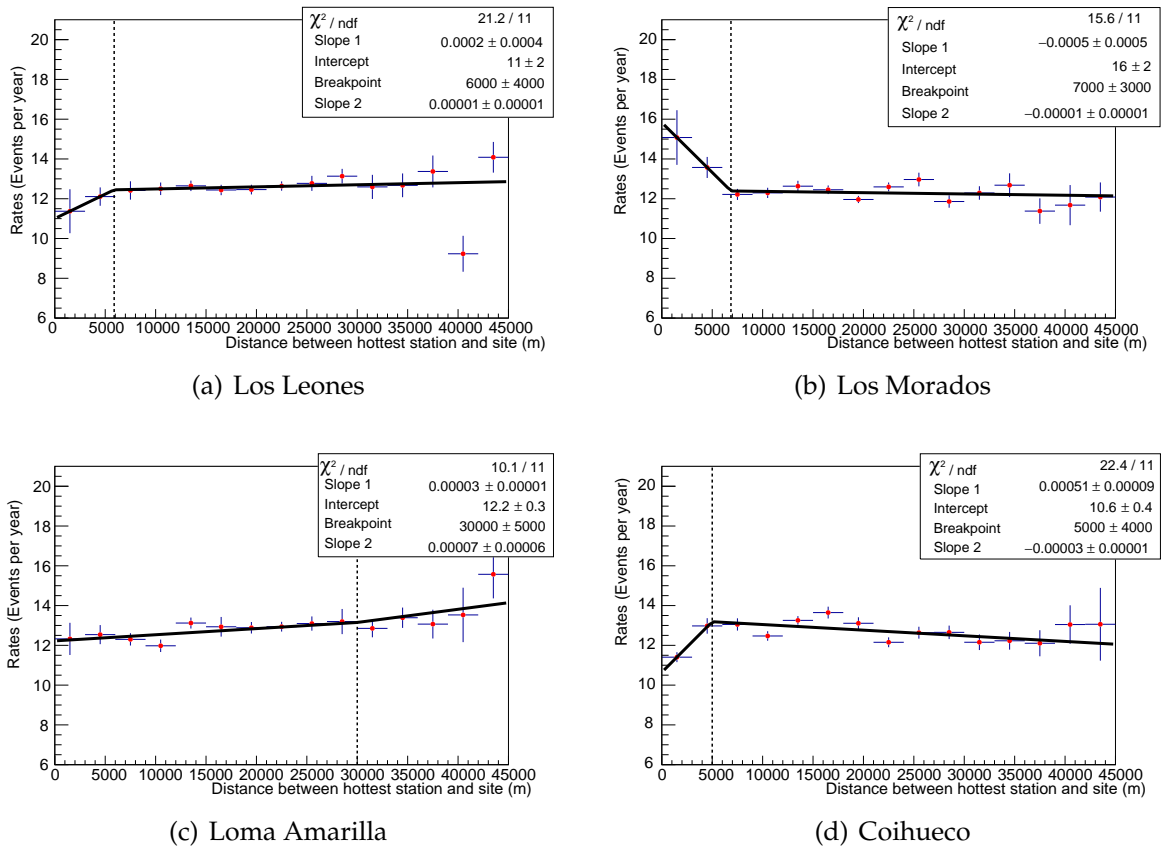 χ² / ndf 21.2 / 11
Slope 1 0.0002 ± 0.0004
Intercept 11 ± 2
Breakpoint 6000 ± 4000
Slope 2 0.00001 ± 0.00001
Rates (Events per year)
20
18
16
14
12
10
8
6
0 5000 10000 15000 20000 25000 30000 35000 40000 45000
Distance between hottest station and site (m)
(a) Los Leones
χ² / ndf 15.6 / 11
Slope 1 −0.0005 ± 0.0005
Intercept 16 ± 2
Breakpoint 7000 ± 3000
Slope 2 −0.00001 ± 0.00001
Rates (Events per year)
20
18
16
14
12
10
8
6
0 5000 10000 15000 20000 25000 30000 35000 40000 45000
Distance between hottest station and site (m)
(b) Los Morados
χ² / ndf 10.1 / 11
Slope 1 0.00003 ± 0.00001
Intercept 12.2 ± 0.3
Breakpoint 30000 ± 5000
Slope 2 0.00007 ± 0.00006
Rates (Events per year)
20
18
16
14
12
10
8
6
0 5000 10000 15000 20000 25000 30000 35000 40000 45000
Distance between hottest station and site (m)
(c) Loma Amarilla
χ² / ndf 22.4 / 11
Slope 1 0.00051 ± 0.00009
Intercept 10.6 ± 0.4
Breakpoint 5000 ± 4000
Slope 2 −0.00003 ± 0.00001
Rates (Events per year)
20
18
16
14
12
10
8
6
0 5000 10000 15000 20000 25000 30000 35000 40000 45000
Distance between hottest station and site (m)
(d) Coihueco